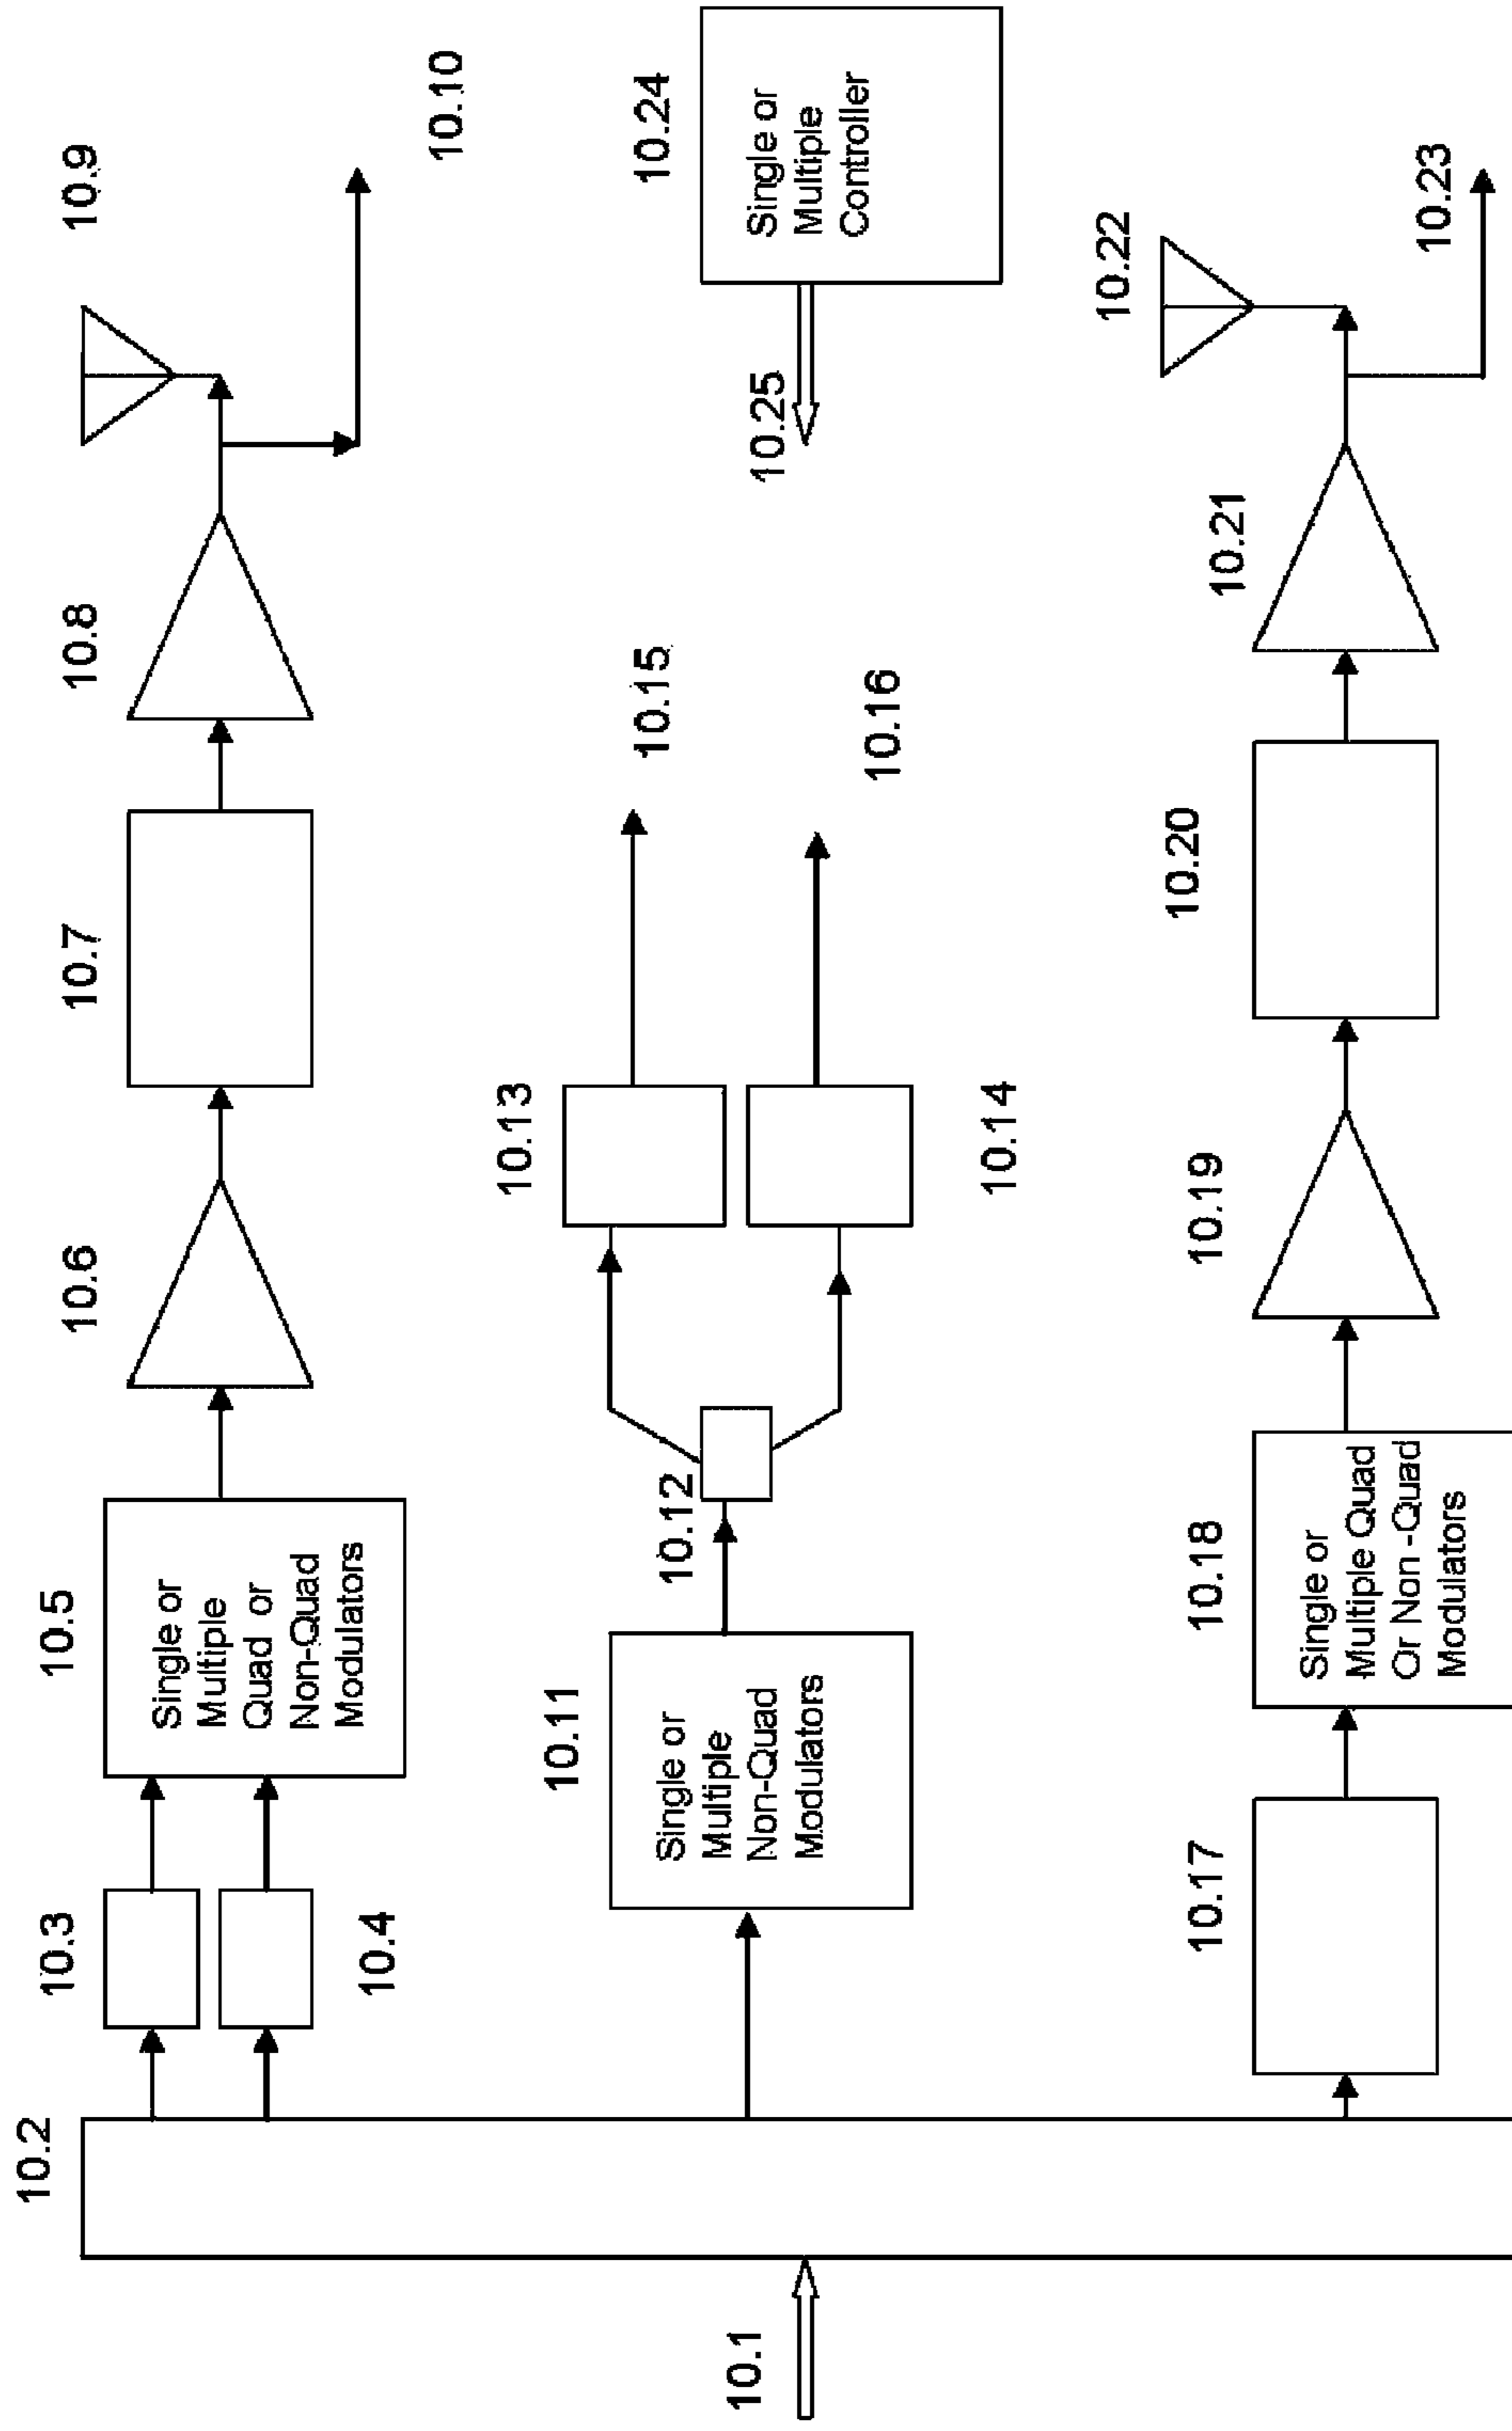 10.1
10.2
10.3
10.4
10.5
Single or
Multiple
Quad or
Non-Quad
Modulators
10.6
10.7
10.8
10.9
10.10
10.11
Single or
Multiple
Non-Quad
Modulators
10.12
10.13
10.14
10.15
10.16
10.24
Single or
Multiple
Controller
10.25
10.17
10.18
Single or
Multiple Quad
Or Non -Quad
Modulators
10.19
10.20
10.21
10.22
10.23